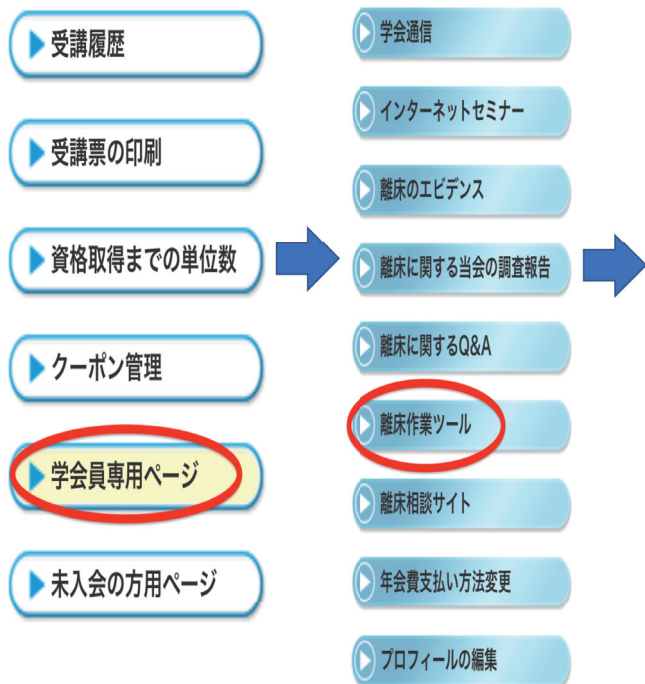 受講履歴
受講票の印刷
資格取得までの単位数
クーポン管理
学会員専用ページ
未入会の方用ページ
学会通信
インターネットセミナー
離床のエビデンス
離床に関する当会の調査報告
離床に関するQ&A
離床作業ツール
離床相談サイト
年会費支払い方法変更
プロフィールの編集